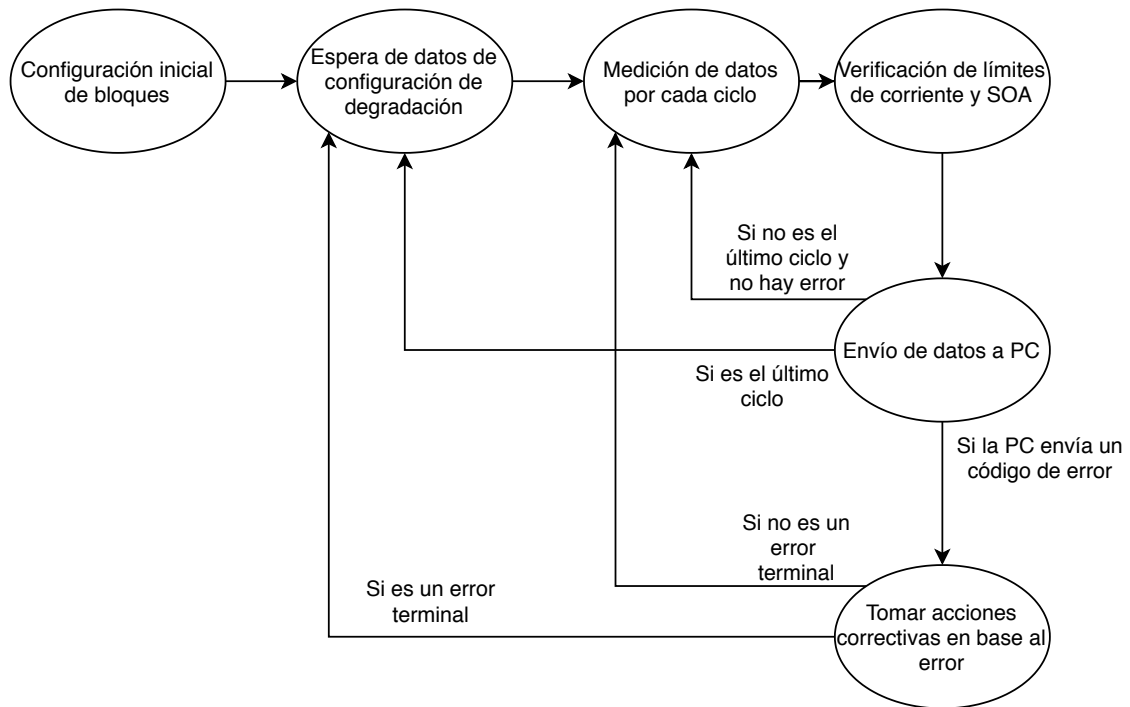 Configuración inicial
de bloques
Espera de datos de
configuración de
degradación
Medición de datos
por cada ciclo
Verificación de límites
de corriente y SOA
Si no es el
último ciclo y
no hay error
Envío de datos a PC
Si es el último
ciclo
Si la PC envía un
código de error
Si no es un
error
terminal
Si es un error
terminal
Tomar acciones
correctivas en base al
error